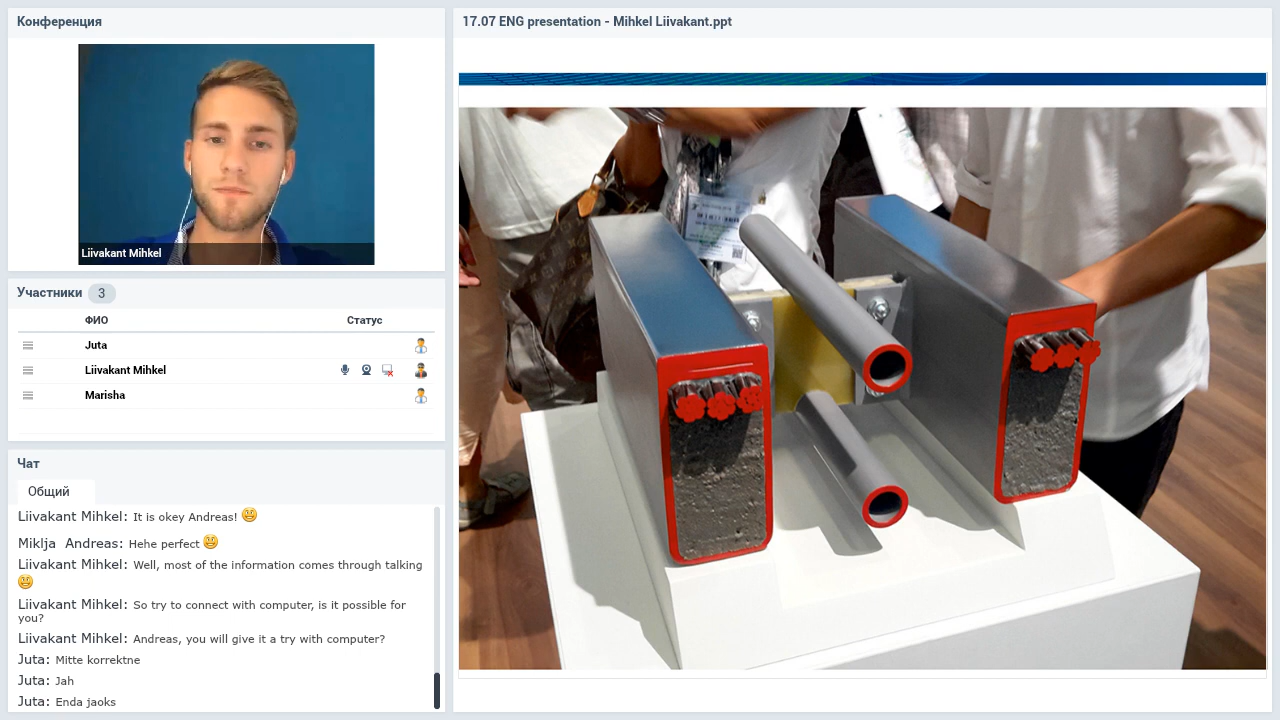 Конференция
Liivakant Mihkel
Участники 3
ФИО Статус
Juta
Liivakant Mihkel
Marisha
Чат
Общий
Liivakant Mihkel: It is okey Andreas!
Miklja Andreas: Hehe perfect
Liivakant Mihkel: Well, most of the information comes through talking
Liivakant Mihkel: So try to connect with computer, is it possible for
you?
Liivakant Mihkel: Andreas, you will give it a try with computer?
Juta: Mitte korrektne
Juta: Jah
Juta: Enda jaoks
17.07 ENG presentation - Mihkel Liivakant.ppt